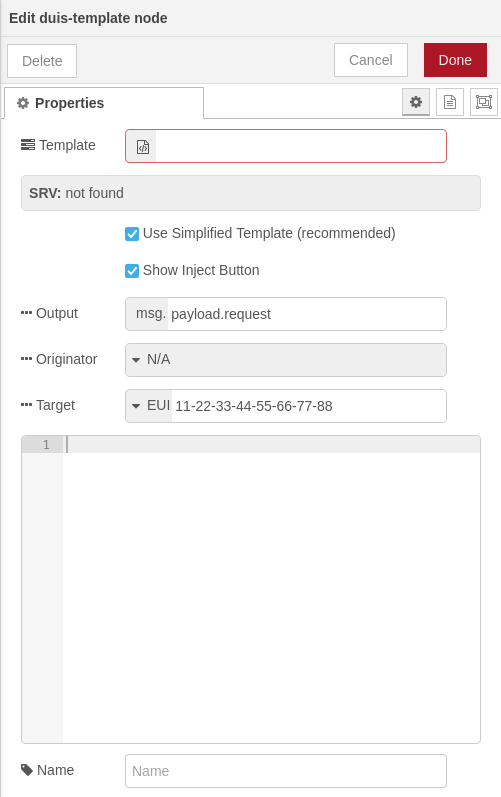 Edit duis-template node
Delete
Cancel
Done
Properties
Template
SRV: not found
Use Simplified Template (recommended)
Show Inject Button
Output
msg. payload.request
Originator
N/A
Target
EUI 11-22-33-44-55-66-77-88
1
Name
Name